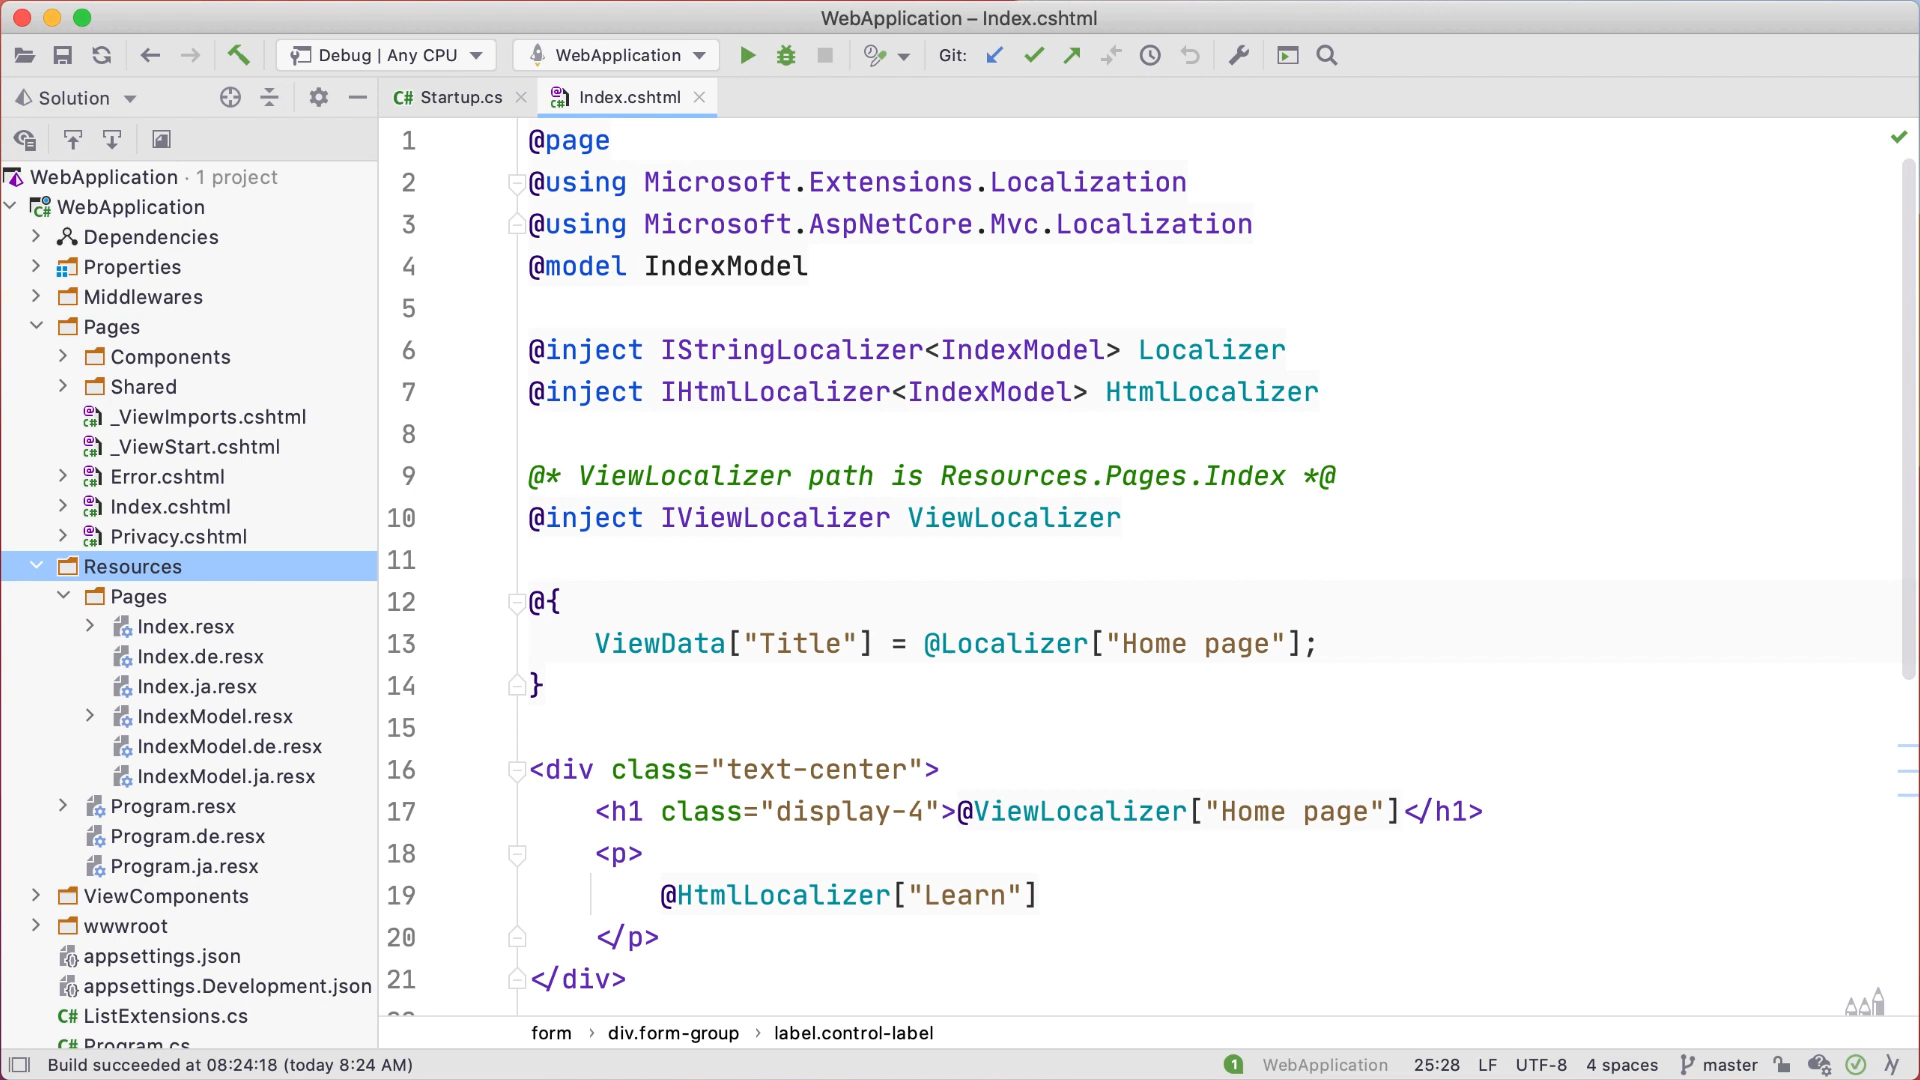 WebApplication – Index.cshtml
Debug | Any CPU
WebApplication
Git:
Solution
C# Startup.cs
Index.cshtml
WebApplication · 1 project
WebApplication
Dependencies
Properties
Middlewares
Pages
Components
Shared
_ViewImports.cshtml
_ViewStart.cshtml
Error.cshtml
Index.cshtml
Privacy.cshtml
Resources
Pages
Index.resx
Index.de.resx
Index.ja.resx
IndexModel.resx
IndexModel.de.resx
IndexModel.ja.resx
Program.resx
Program.de.resx
Program.ja.resx
ViewComponents
wwwroot
appsettings.json
appsettings.Development.json
C# ListExtensions.cs
C# Program.cs
1 @page
2 @using Microsoft.Extensions.Localization
3 @using Microsoft.AspNetCore.Mvc.Localization
4 @model IndexModel
5
6 @inject IStringLocalizer<IndexModel> Localizer
7 @inject IHtmlLocalizer<IndexModel> HtmlLocalizer
8
9 @* ViewLocalizer path is Resources.Pages.Index *@
10 @inject IViewLocalizer ViewLocalizer
11
12 @{
13 ViewData["Title"] = @Localizer["Home page"];
14 }
15
16 <div class="text-center">
17 <h1 class="display-4">@ViewLocalizer["Home page"]</h1>
18 <p>
19 @HtmlLocalizer["Learn"]
20 </p>
21 </div>
form › div.form-group › label.control-label
Build succeeded at 08:24:18 (today 8:24 AM)
1 WebApplication 25:28 LF UTF-8 4 spaces master